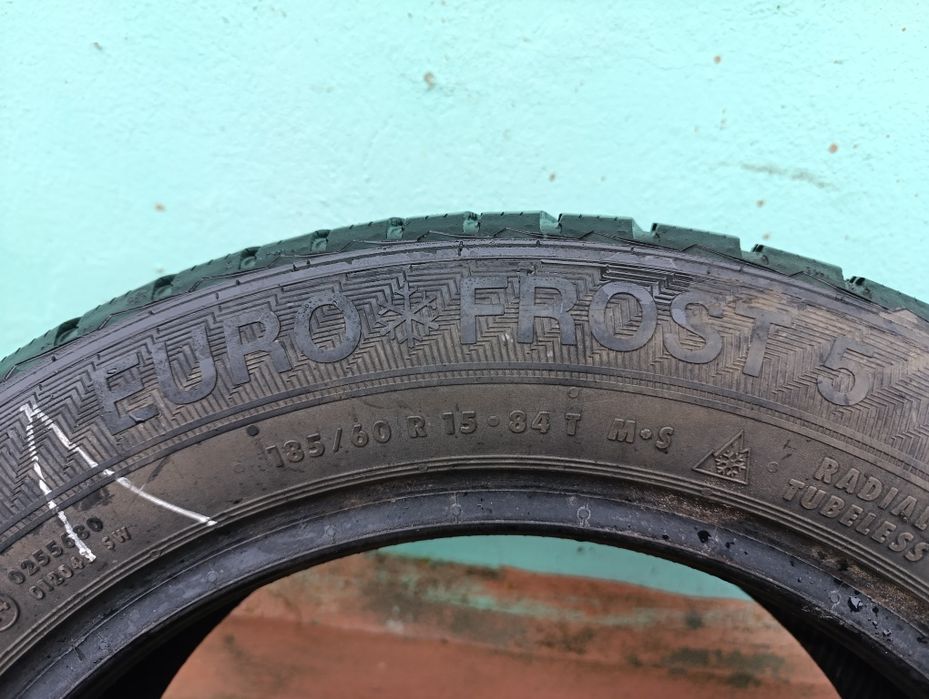 EURO FROST 5
185/60 R 15 • 84 T M•S
RADIAL
TUBELESS